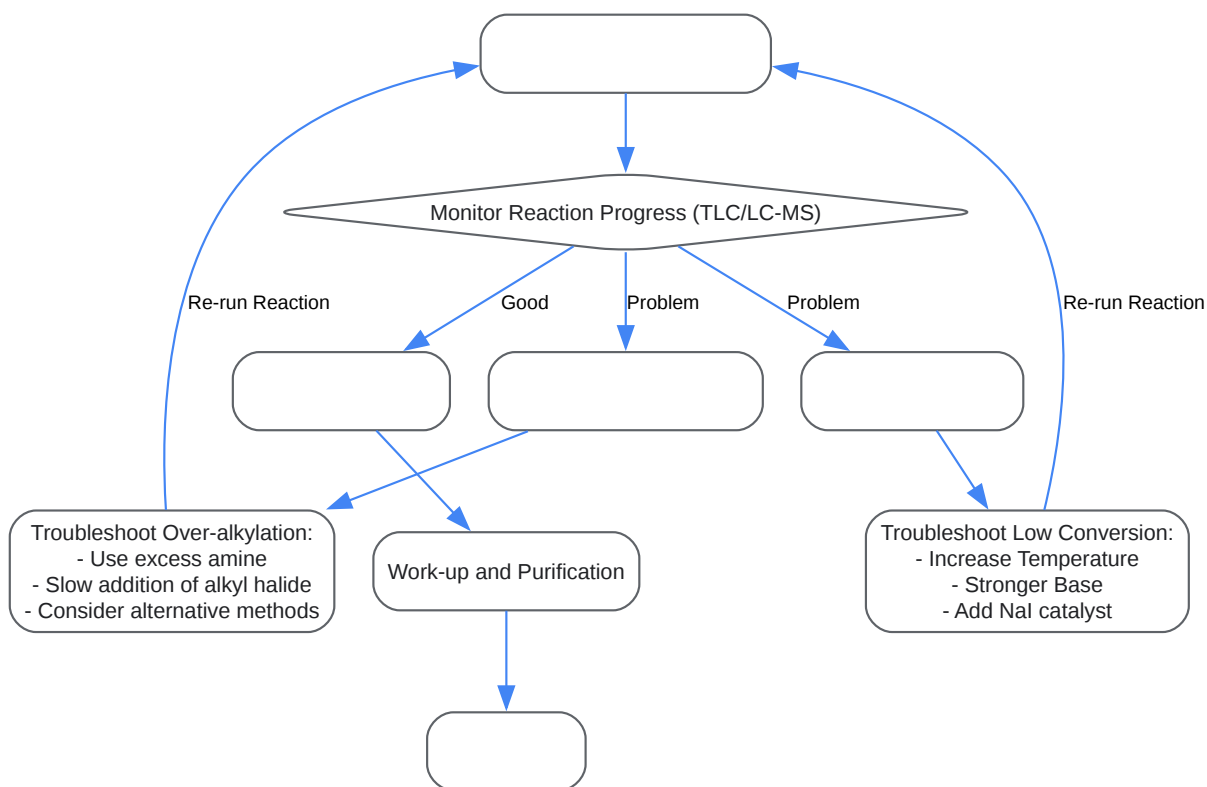 Monitor Reaction Progress (TLC/LC-MS)
Re-run Reaction
Good
Problem
Problem
Re-run Reaction
Troubleshoot Over-alkylation:
- Use excess amine
- Slow addition of alkyl halide
- Consider alternative methods
Work-up and Purification
Troubleshoot Low Conversion:
- Increase Temperature
- Stronger Base
- Add NaI catalyst